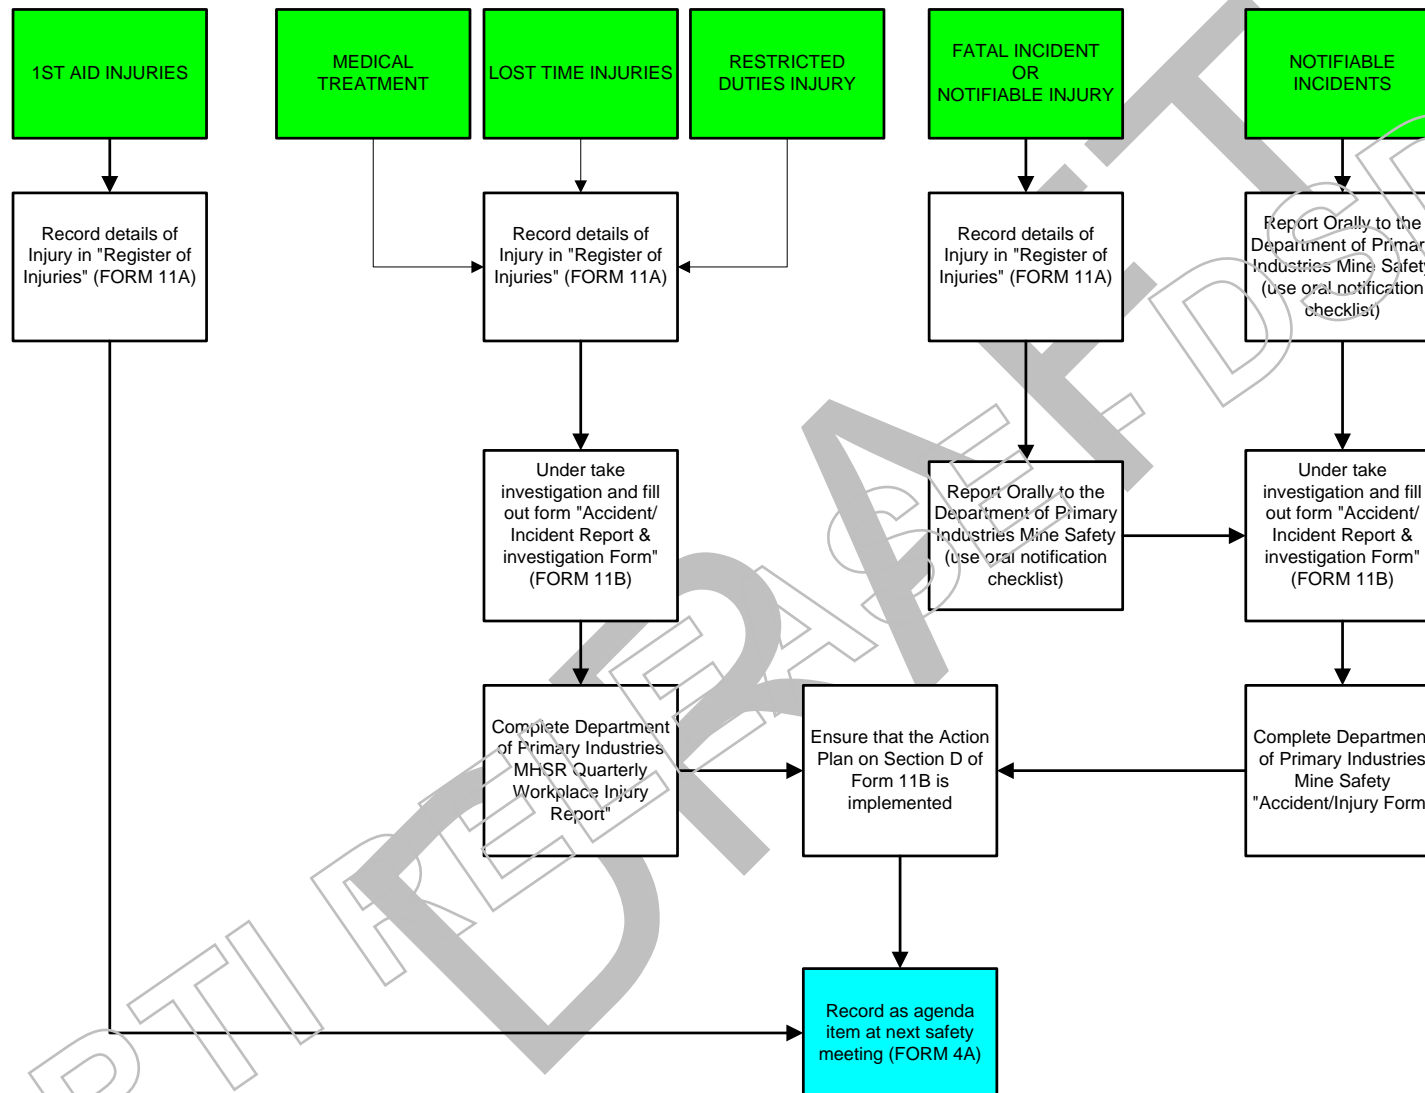 1ST AID INJURIES
MEDICAL
TREATMENT
LOST TIME INJURIES
RESTRICTED
DUTIES INJURY
FATAL INCIDENT
OR
NOTIFIABLE INJURY
NOTIFIABLE
INCIDENTS
Record details of
Injury in "Register of
Injuries" (FORM 11A)
Record details of
Injury in "Register of
Injuries" (FORM 11A)
Record details of
Injury in "Register of
Injuries" (FORM 11A)
Report Orally to the
Department of Primar
Industries Mine Safet
(use oral notification
checklist)
Under take
investigation and fill
out form "Accident/
Incident Report &
investigation Form"
(FORM 11B)
Report Orally to the
Department of Primary
Industries Mine Safety
(use oral notification
checklist)
Under take
investigation and fill
out form "Accident/
Incident Report &
investigation Form"
(FORM 11B)
Complete Department
of Primary Industries
MHSR Quarterly
Workplace Injury
Report"
Ensure that the Action
Plan on Section D of
Form 11B is
implemented
Complete Departmen
of Primary Industries
Mine Safety
"Accident/Injury Form
Record as agenda
item at next safety
meeting (FORM 4A)
DRAFT
RTI RELEASE